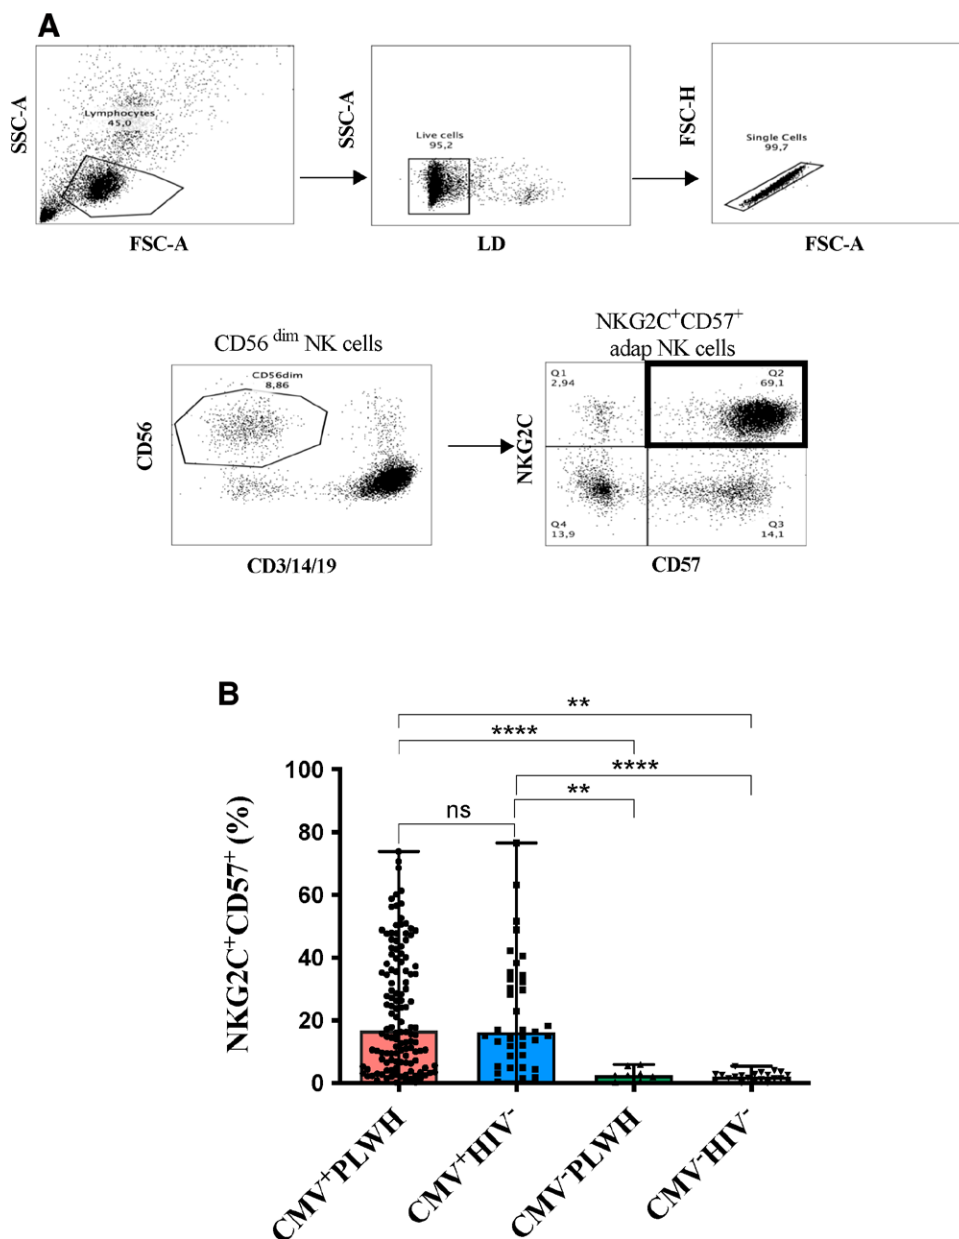 A
SSC-A
Lymphocytes
45,0
FSC-A
SSC-A
Live cells
95,2
LD
FSC-H
Single Cells
99,7
FSC-A
CD56 dim NK cells
CD56
CD56dim
8,86
CD3/14/19
NKG2C+CD57+
adap NK cells
NKG2C
Q1
2,94
Q2
69,1
Q4
13,9
Q3
14,1
CD57
B
**
****
****
**
ns
NKG2C+CD57+ (%)
100
80
60
40
20
0
CMV+PLWH
CMV+HIV-
CMV-PLWH
CMV-HIV-